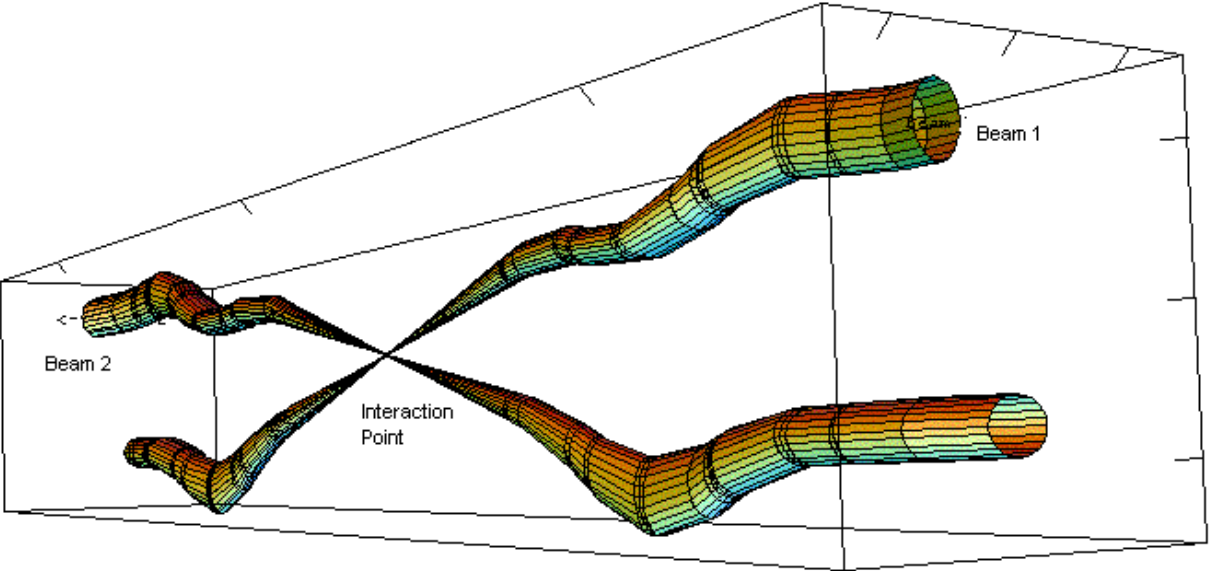 Beam 1
Beam 2
Interaction
Point